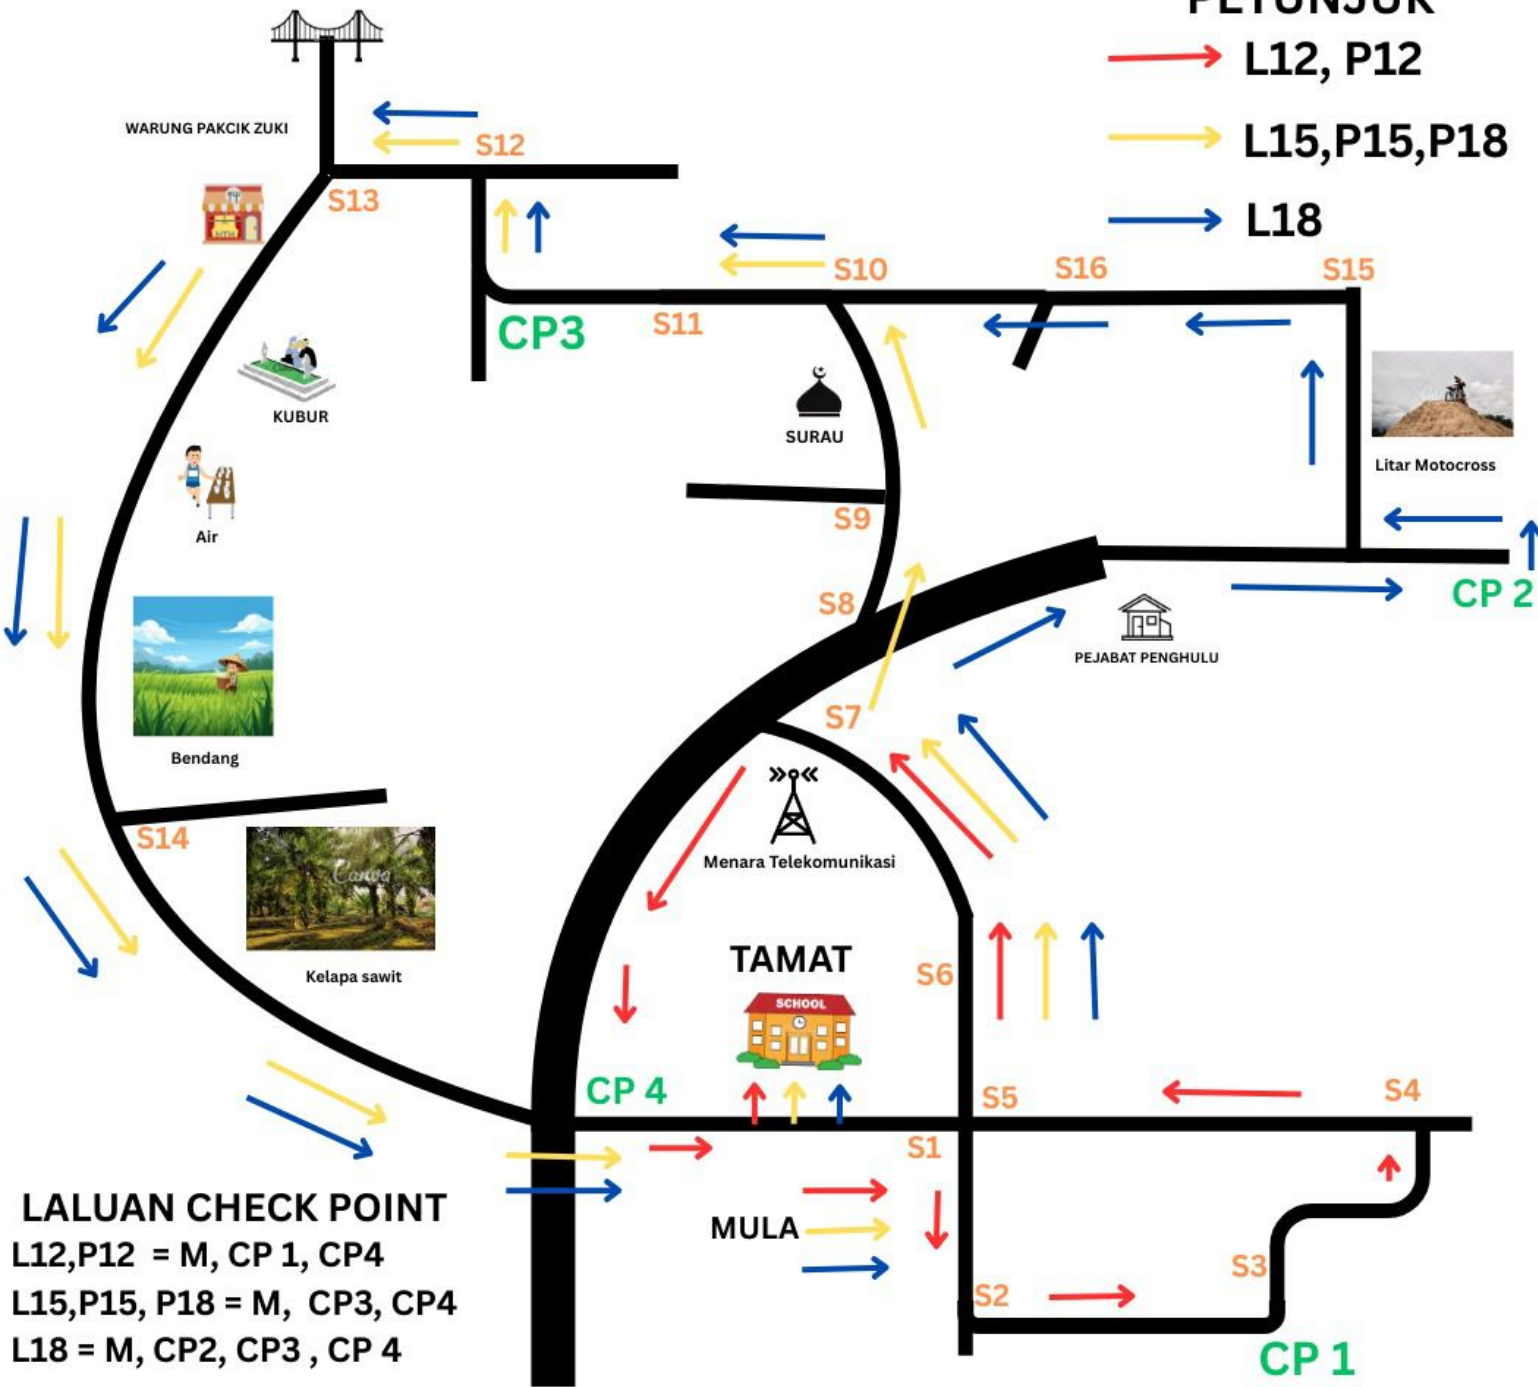 PETUNJUK
L12, P12
L15,P15,P18
L18
WARUNG PAKCIK ZUKI
S12
S13
S10
S16
S15
S11
CP3
KUBUR
SURAU
Litar Motocross
Air
S9
CP 2
S8
PEJABAT PENGHULU
S7
Bendang
S14
Menara Telekomunikasi
Canva
Kelapa sawit
TAMAT
S6
SCHOOL
CP 4
S5
S4
S1
MULA
S3
S2
CP 1
LALUAN CHECK POINT
L12,P12 = M, CP 1, CP4
L15,P15, P18 = M, CP3, CP4
L18 = M, CP2, CP3 , CP 4